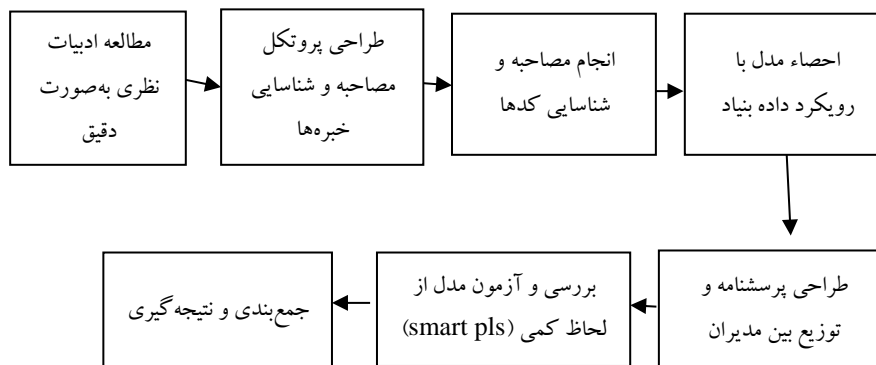 مطالعه ادبیات
نظری به‌صورت
دقیق
طراحی پروتکل
مصاحبه و شناسایی
خبره‌ها
انجام مصاحبه و
شناسایی کدها
احصاء مدل با
رویکرد داده بنیاد
طراحی پرسشنامه و
توزیع بین مدیران
بررسی و آزمون مدل از
لحاظ کمی (smart pls)
جمع‌بندی و نتیجه‌گیری